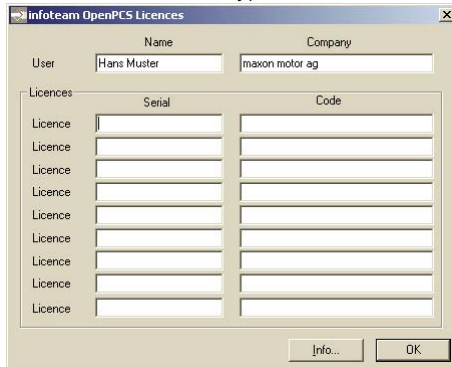 infoteam OpenPCS Licences
Name Company
User Hans Muster maxon motor ag
Licences
Serial Code
Licence
Licence
Licence
Licence
Licence
Licence
Licence
Licence
Licence
Info... OK